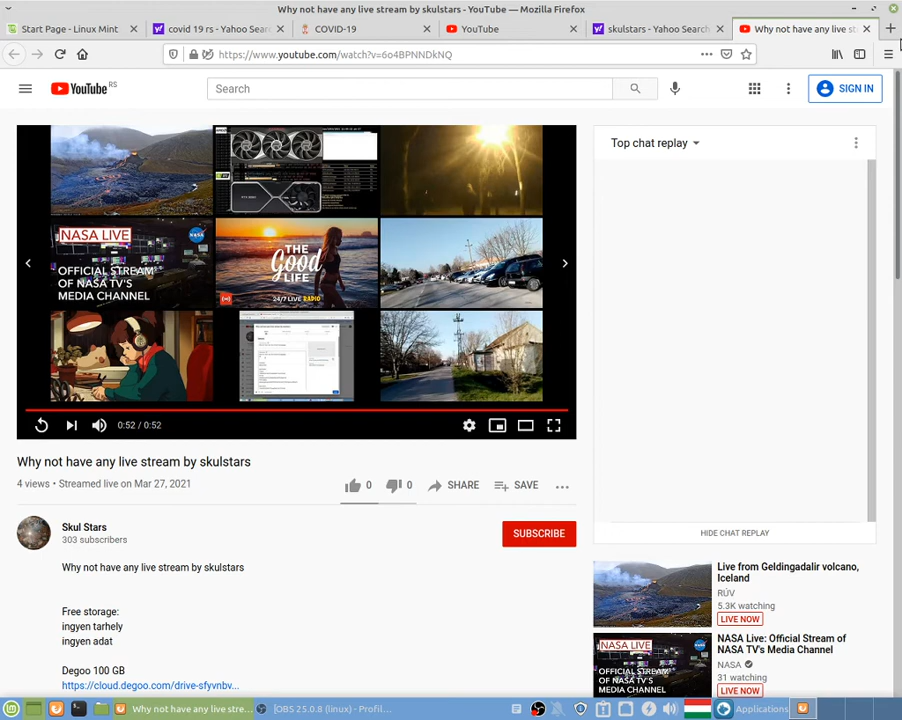 Why not have any live stream by skulstars - YouTube — Mozilla Firefox
Start Page - Linux Mint
covid 19 rs - Yahoo Sear
COVID-19
YouTube
skulstars - Yahoo Search
Why not have any live st
https://www.youtube.com/watch?v=6o4BPNNDkNQ
YouTube RS
Search
SIGN IN
Top chat replay
NASA LIVE
NASA
OFFICIAL STREAM
OF NASA TV'S
MEDIA CHANNEL
THE
Good
LIFE
24/7 LIVE RADIO
0:52 / 0:52
Why not have any live stream by skulstars
4 views • Streamed live on Mar 27, 2021
0
0
SHARE
SAVE
HIDE CHAT REPLAY
Skul Stars
303 subscribers
SUBSCRIBE
Why not have any live stream by skulstars
Free storage:
ingyen tarhely
ingyen adat
Degoo 100 GB
https://cloud.degoo.com/drive-sfyvnbv...
Live from Geldingadalir volcano,
Iceland
RÚV
5.3K watching
LIVE NOW
NASA LIVE
OFFICIAL STREAM
OF NASA TV'S
MEDIA CHANNEL
NASA Live: Official Stream of
NASA TV's Media Channel
NASA
31 watching
LIVE NOW
Why not have any live stre...
[OBS 25.0.8 (linux) - Profil...
Applications